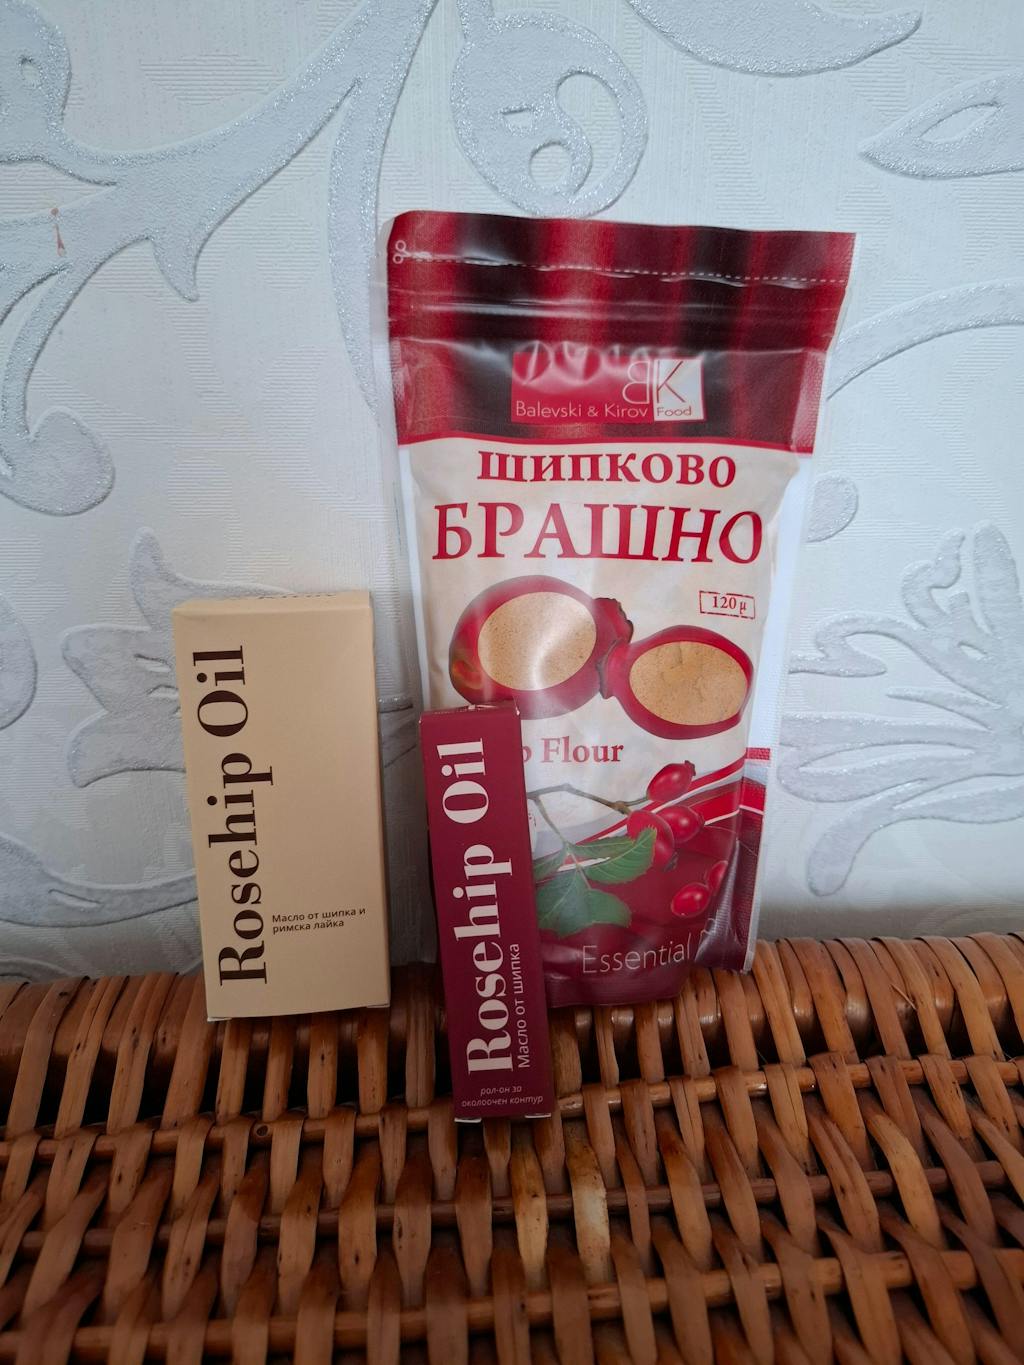 BK
Balevski & Kirov Food
ШИПКОВО
БРАШНО
120 µ
Flour
Essential
Rosehip Oil
Масло от шипка и
римска лайка
Rosehip Oil
Масло от шипка
рол-он за
околоочен контур